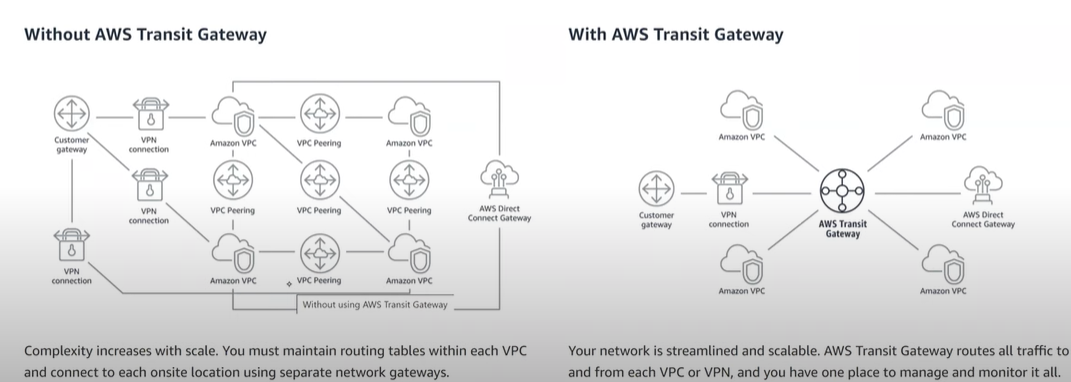 Without AWS Transit Gateway
Customer
gateway
VPN
connection
Amazon VPC
VPC Peering
Amazon VPC
VPN
connection
VPC Peering
VPC Peering
VPC Peering
AWS Direct
Connect Gateway
VPN
connection
Amazon VPC
VPC Peering
Amazon VPC
Without using AWS Transit Gateway
Complexity increases with scale. You must maintain routing tables within each VPC
and connect to each onsite location using separate network gateways.
With AWS Transit Gateway
Amazon VPC
Amazon VPC
Customer
gateway
VPN
connection
AWS Transit
Gateway
AWS Direct
Connect Gateway
Amazon VPC
Amazon VPC
Your network is streamlined and scalable. AWS Transit Gateway routes all traffic to
and from each VPC or VPN, and you have one place to manage and monitor it all.